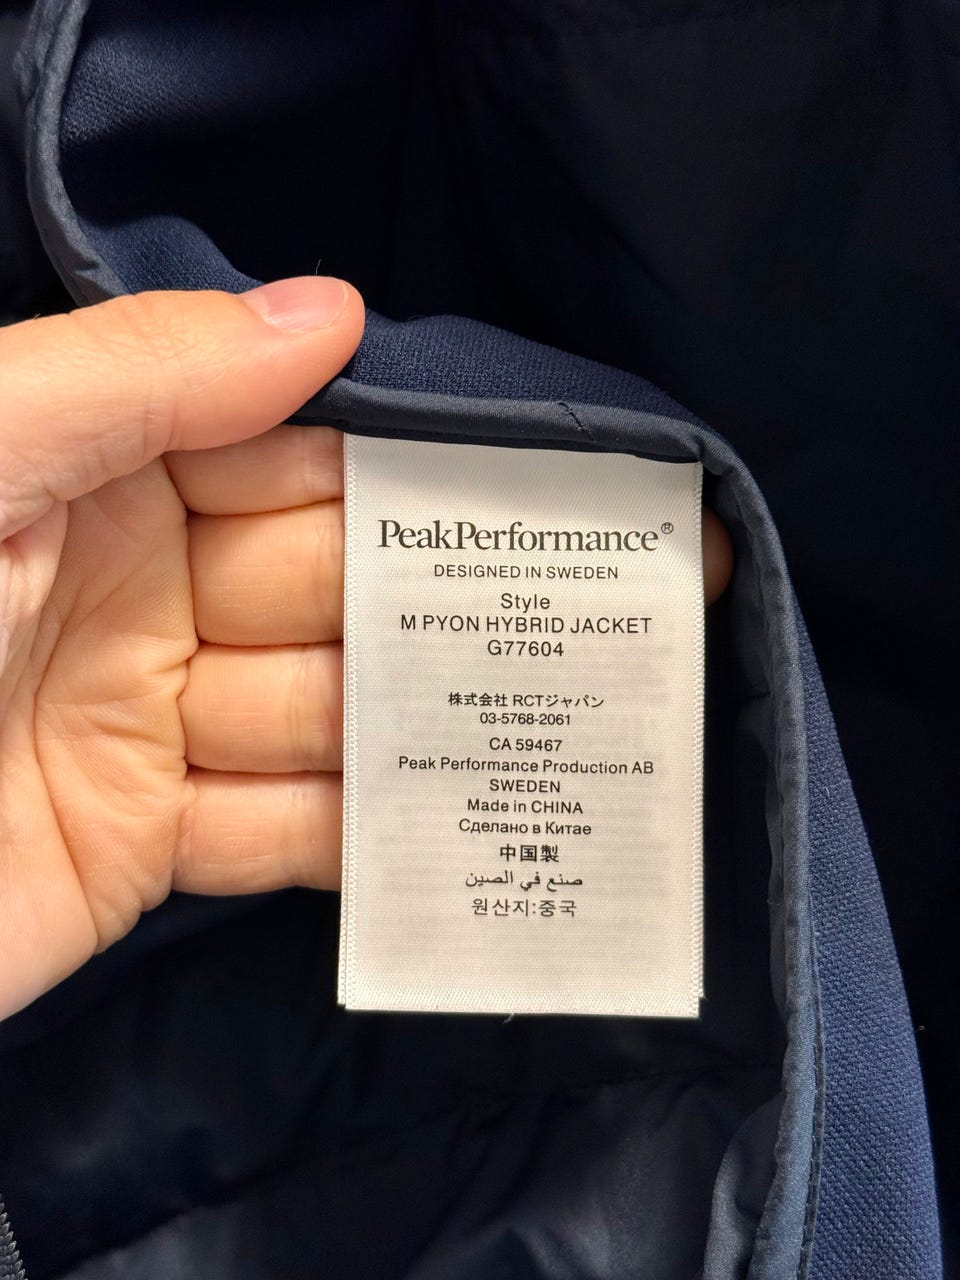 PeakPerformance®
DESIGNED IN SWEDEN
Style
M PYON HYBRID JACKET
G77604
株式会社 RCTジャパン
03-5768-2061
CA 59467
Peak Performance Production AB
SWEDEN
Made in CHINA
Сделано в Китае
中国製
صنع في الصين
원산지:중국